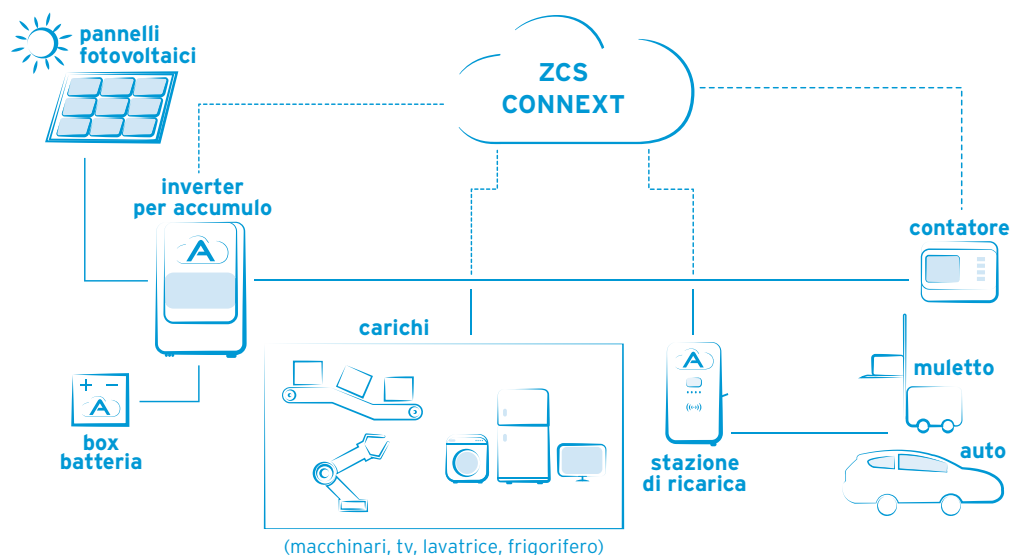 pannelli
fotovoltaici
ZCS
CONNEXT
inverter
per accumulo
contatore
carichi
muletto
box
batteria
stazione
di ricarica
auto
(macchinari, tv, lavatrice, frigorifero)